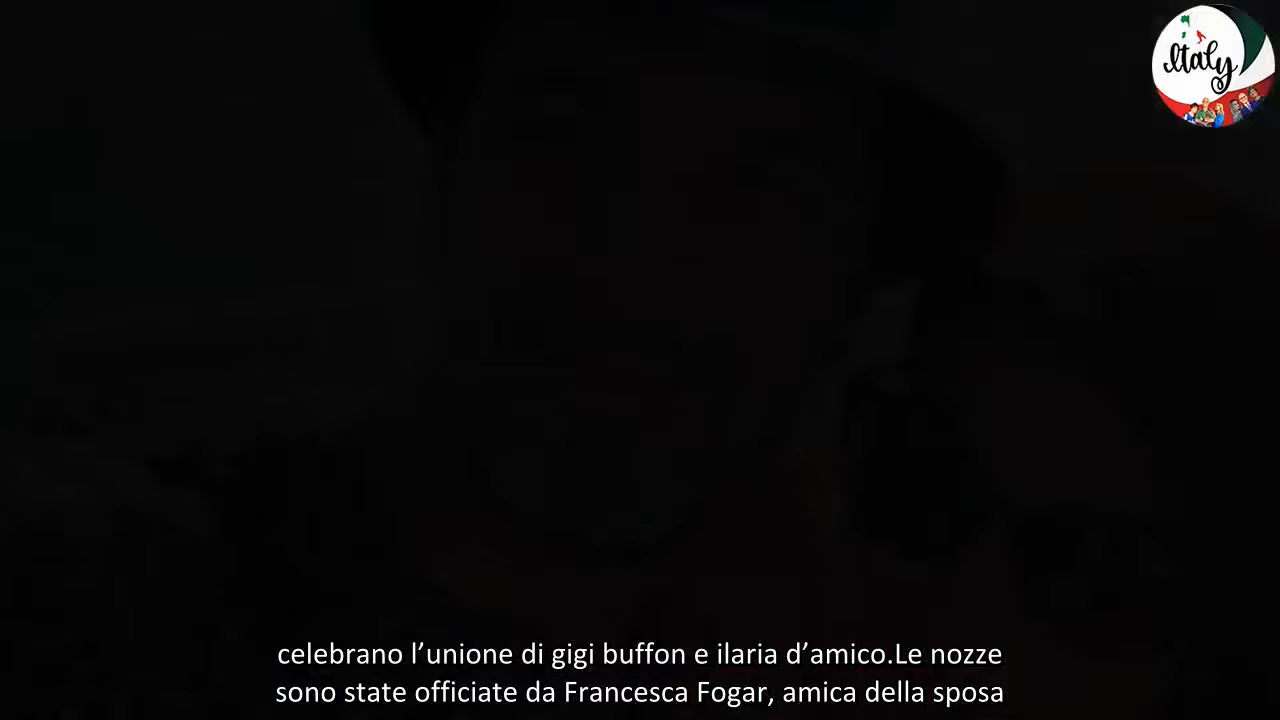 Italy
celebrano l’unione di gigi buffon e ilaria d’amico.Le nozze
sono state officiate da Francesca Fogar, amica della sposa